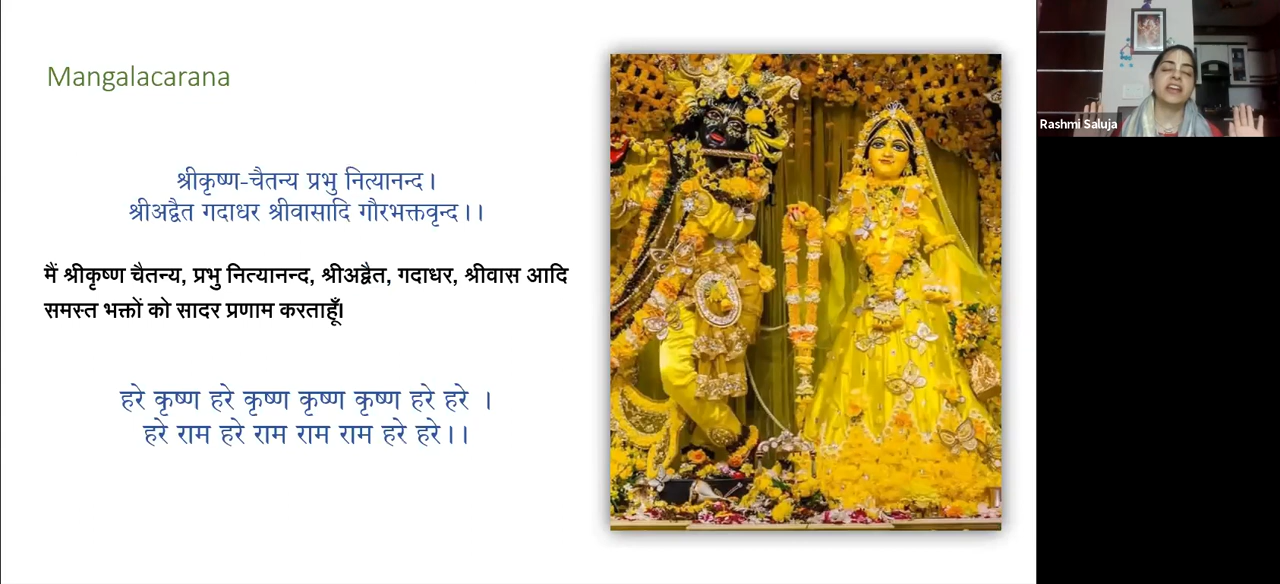 Mangalacarana
श्रीकृष्ण-चैतन्य प्रभु नित्यानन्द।
श्रीअद्वैत गदाधर श्रीवासादि गौरभक्तवृन्द।।
मैं श्रीकृष्ण चैतन्य, प्रभु नित्यानन्द, श्रीअद्वैत, गदाधर, श्रीवास आदि
समस्त भक्तों को सादर प्रणाम करताहूँ।
हरे कृष्ण हरे कृष्ण कृष्ण कृष्ण हरे हरे ।
हरे राम हरे राम राम राम हरे हरे।।
Rashmi Saluja